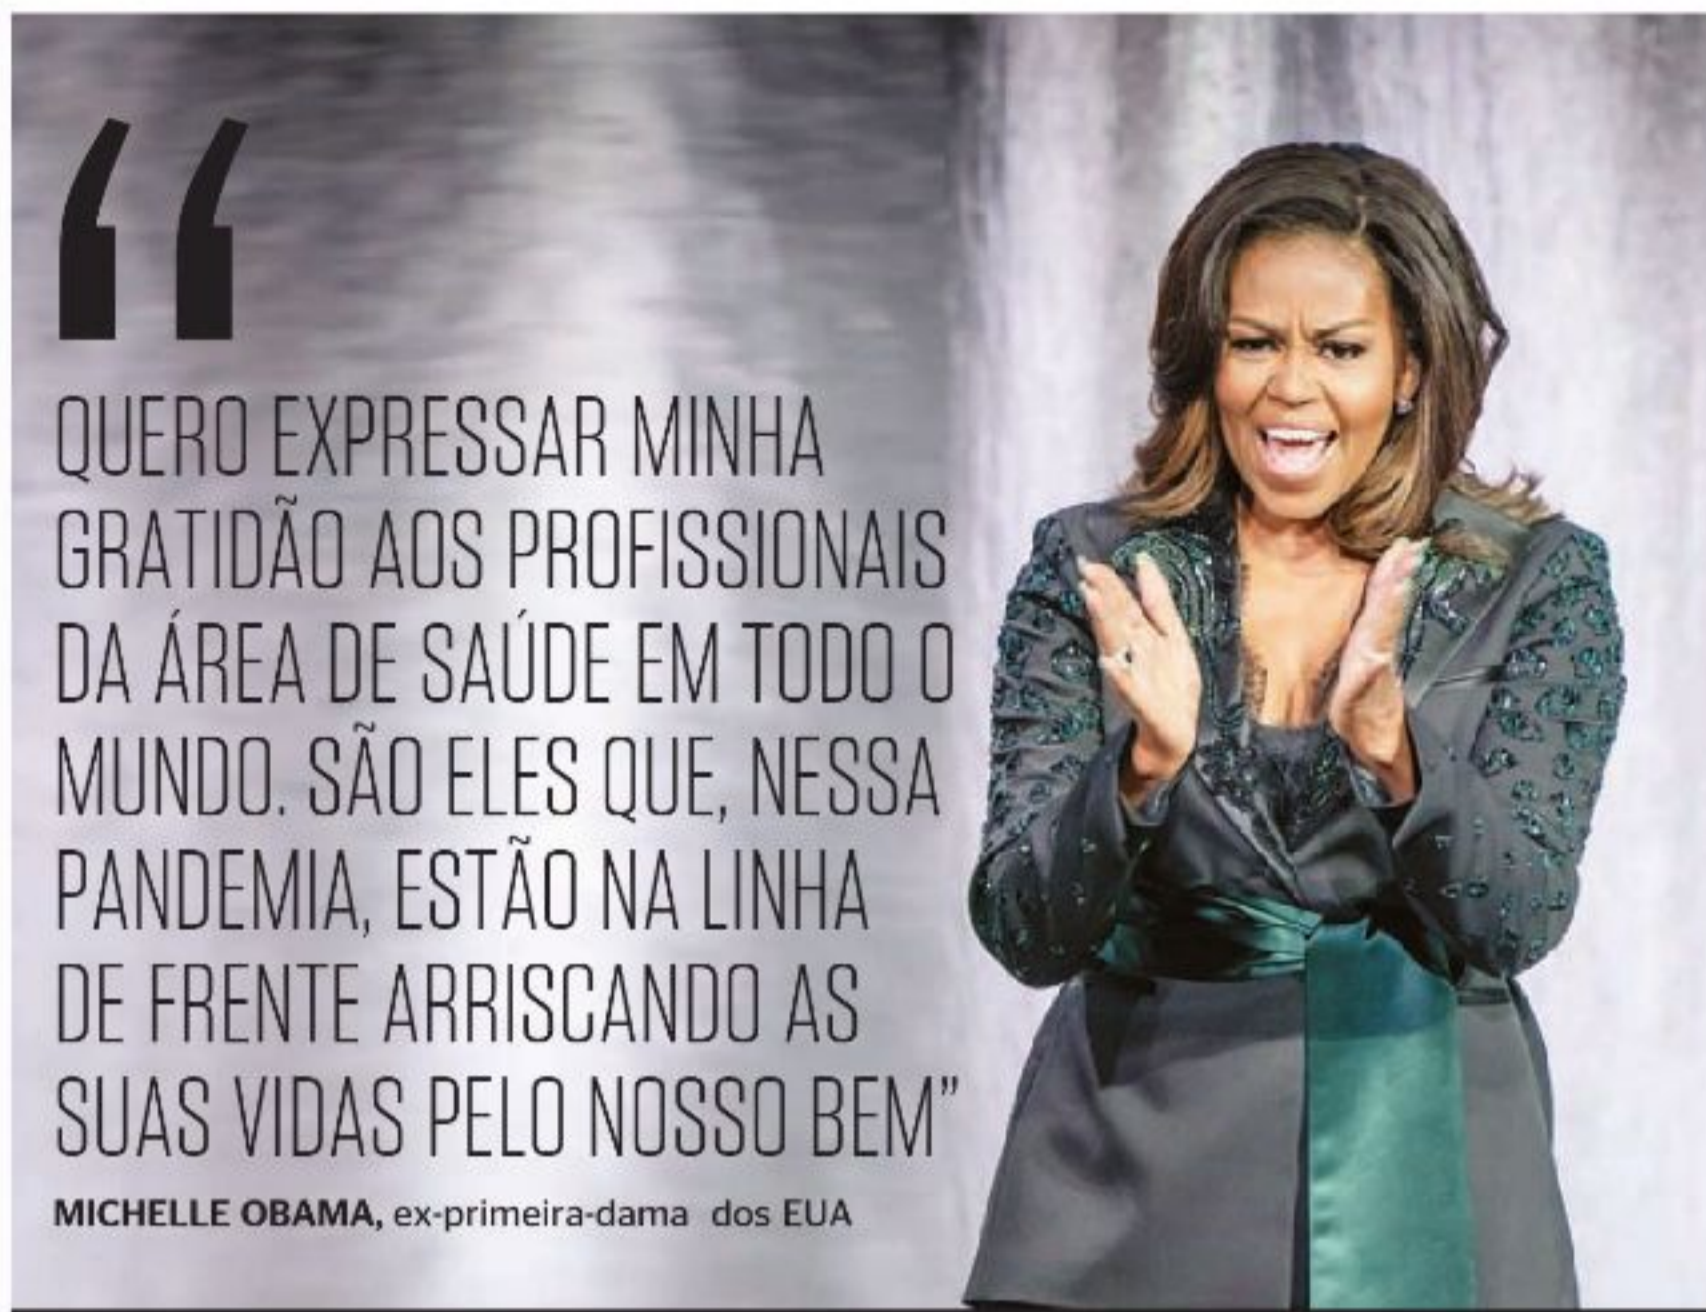 “
QUERO EXPRESSAR MINHA
GRATIDÃO AOS PROFISSIONAIS
DA ÁREA DE SAÚDE EM TODO O
MUNDO. SÃO ELES QUE, NESSA
PANDEMIA, ESTÃO NA LINHA
DE FRENTE ARRISCANDO AS
SUAS VIDAS PELO NOSSO BEM”
MICHELLE OBAMA, ex-primeira-dama dos EUA